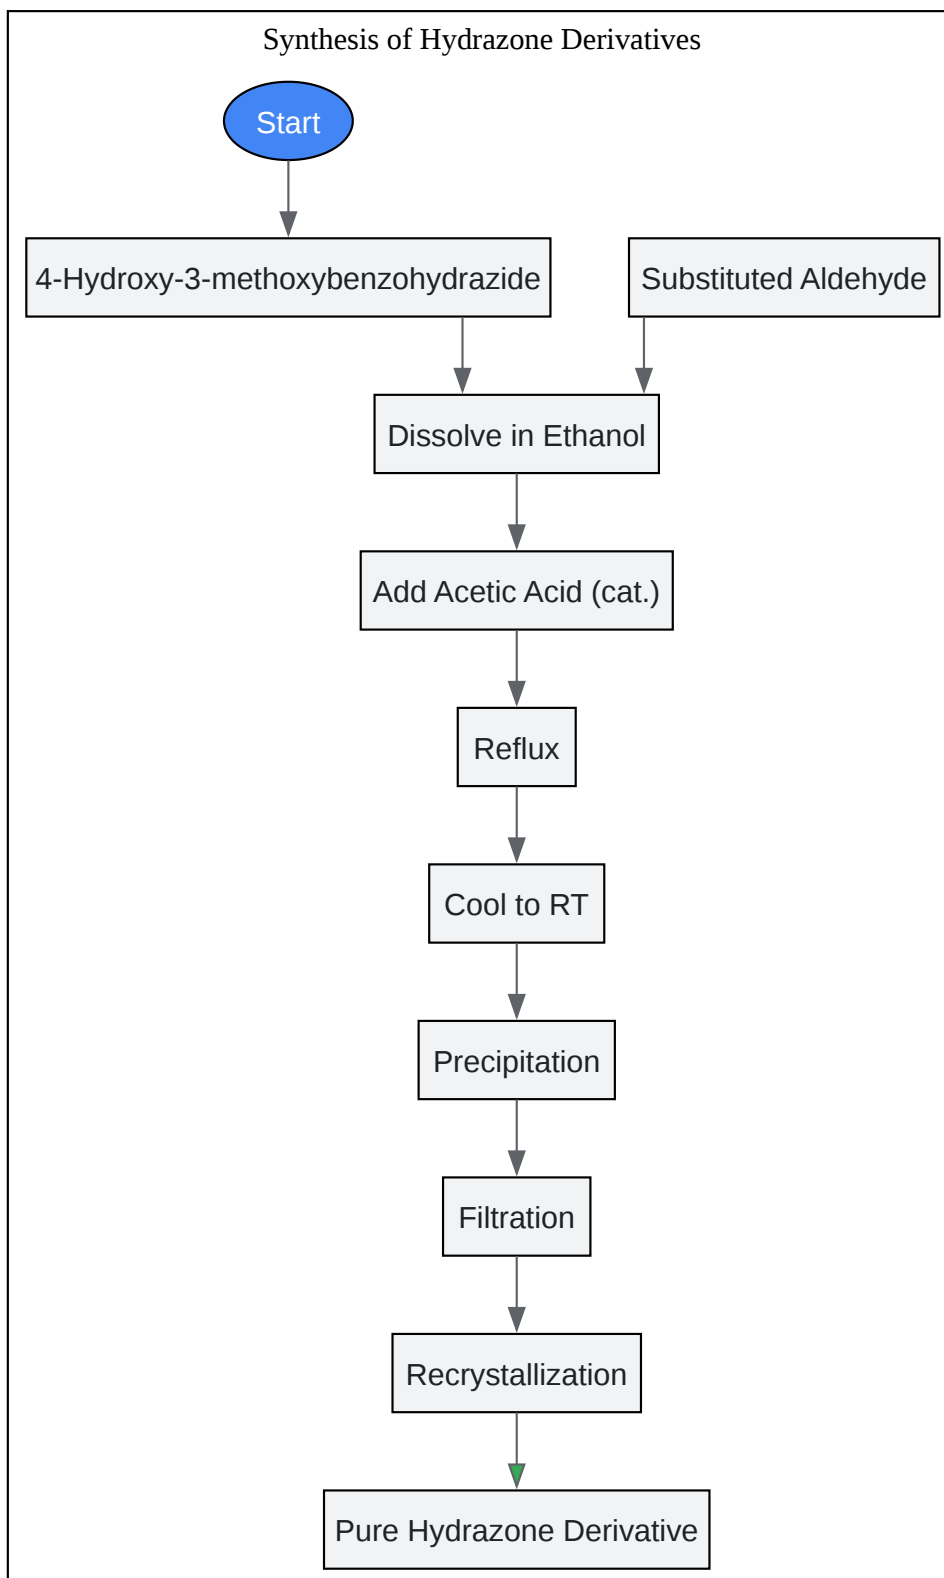 Synthesis of Hydrazone Derivatives
Start
4-Hydroxy-3-methoxybenzohydrazide
Substituted Aldehyde
Dissolve in Ethanol
Add Acetic Acid (cat.)
Reflux
Cool to RT
Precipitation
Filtration
Recrystallization
Pure Hydrazone Derivative